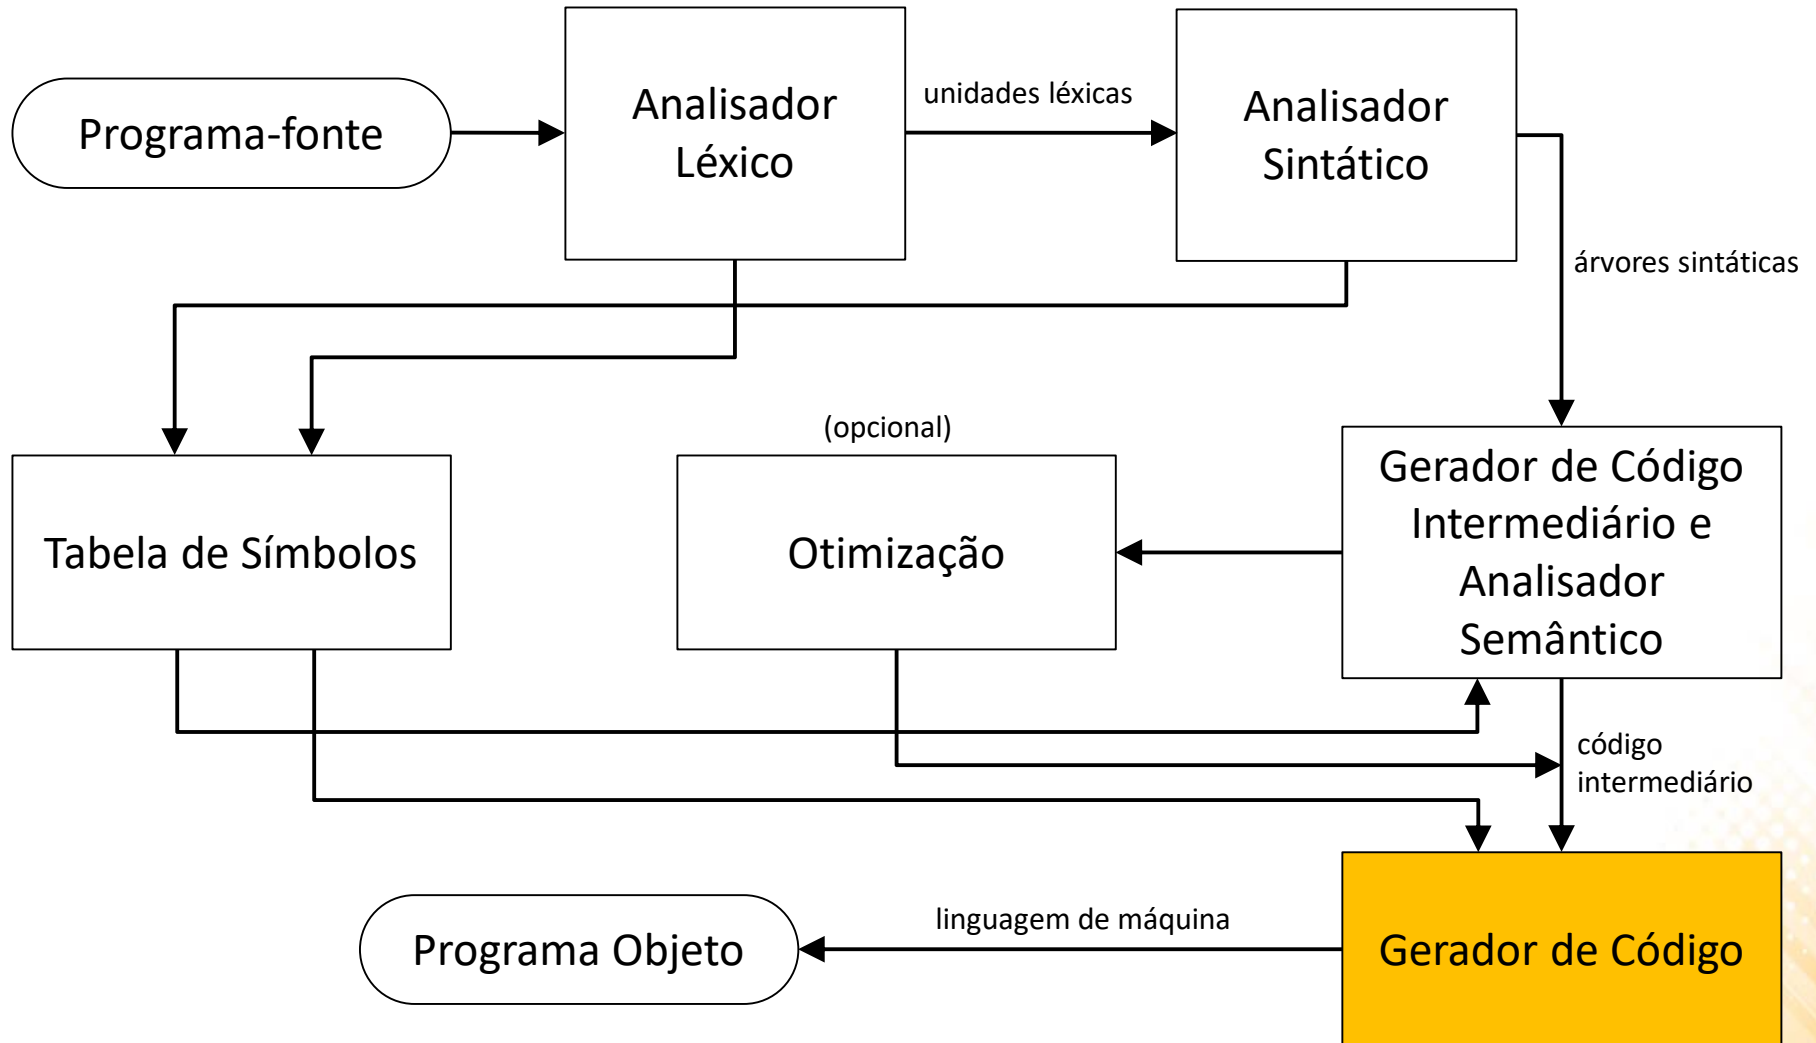 Programa-fonte
Analisador
Léxico
unidades léxicas
Analisador
Sintático
árvores sintáticas
Tabela de Símbolos
(opcional)
Otimização
Gerador de Código
Intermediário e
Analisador
Semântico
código
intermediário
Programa Objeto
linguagem de máquina
Gerador de Código